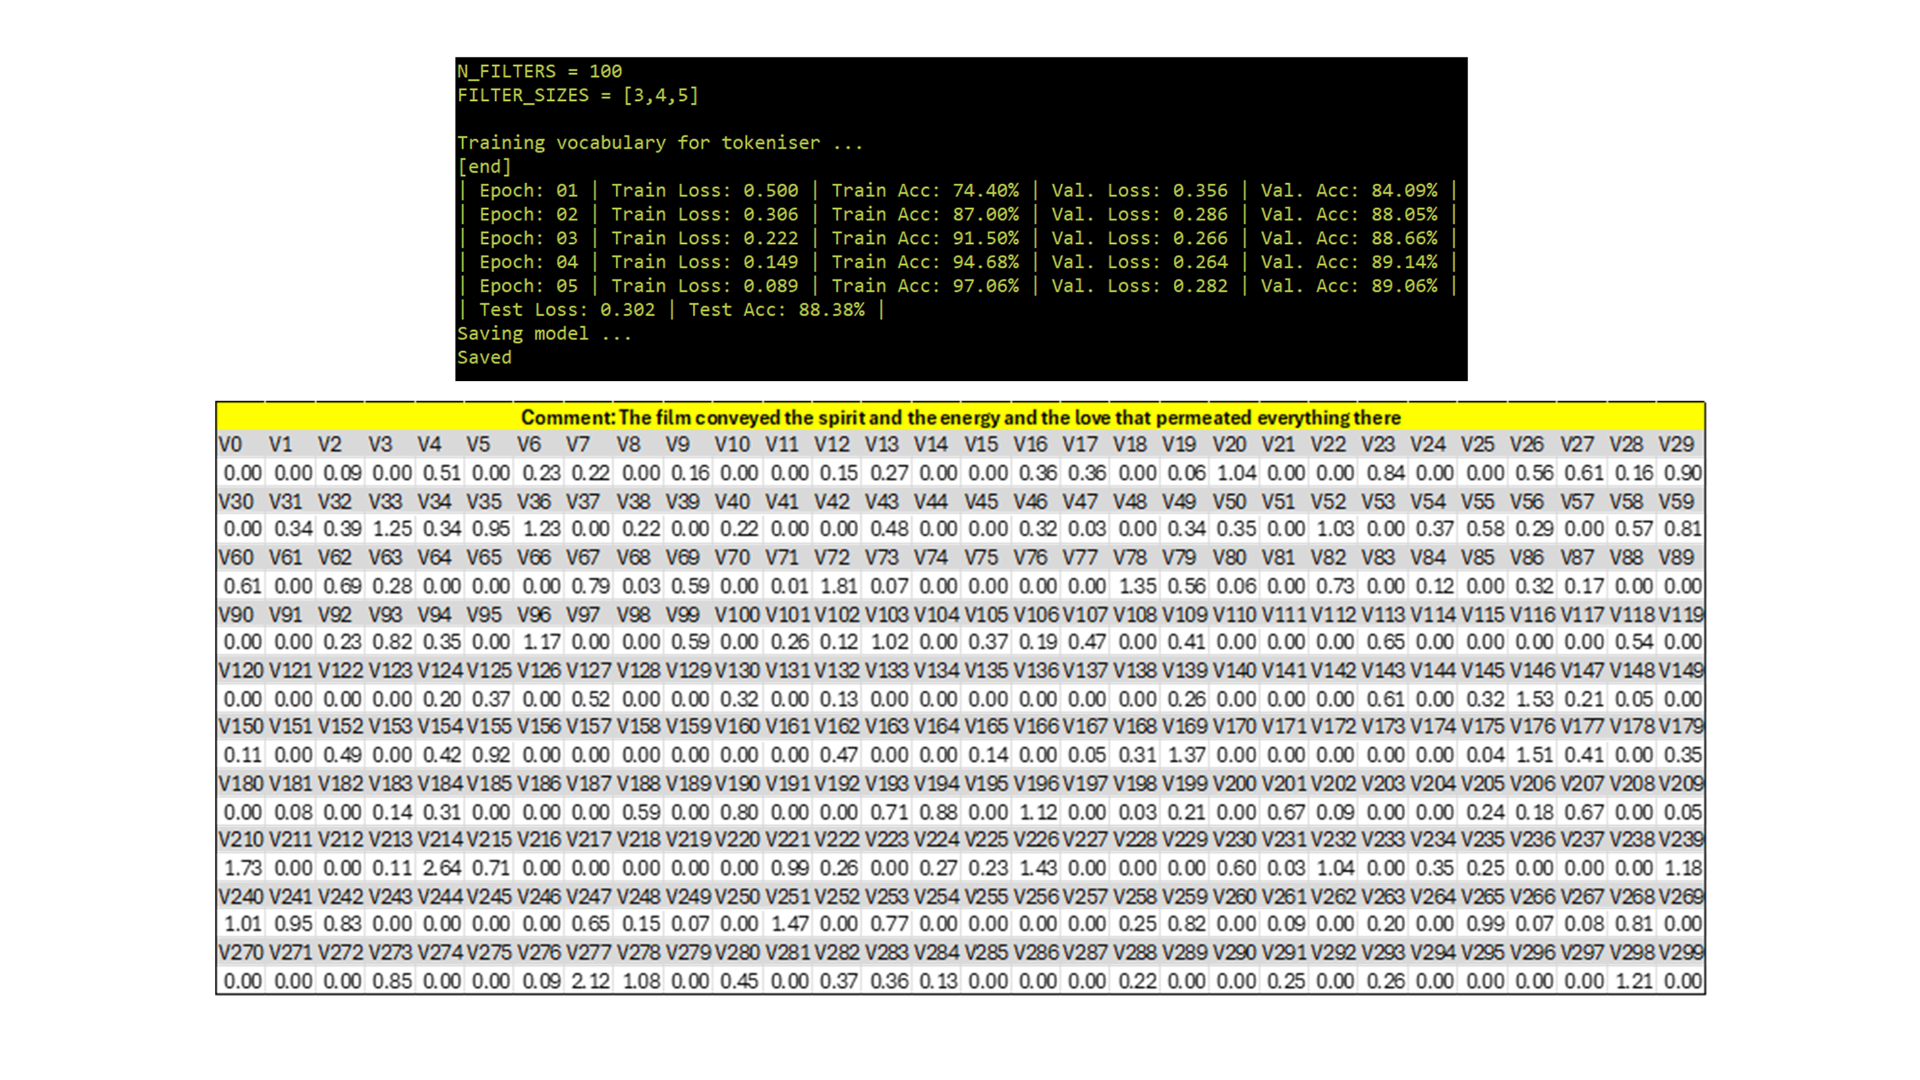 N_FILTERS = 100
FILTER_SIZES = [3,4,5]
Training vocabulary for tokeniser ...
[end]
| Epoch: 01 | Train Loss: 0.500 | Train Acc: 74.40% | Val. Loss: 0.356 | Val. Acc: 84.09% |
| Epoch: 02 | Train Loss: 0.306 | Train Acc: 87.00% | Val. Loss: 0.286 | Val. Acc: 88.05% |
| Epoch: 03 | Train Loss: 0.222 | Train Acc: 91.50% | Val. Loss: 0.266 | Val. Acc: 88.66% |
| Epoch: 04 | Train Loss: 0.149 | Train Acc: 94.68% | Val. Loss: 0.264 | Val. Acc: 89.14% |
| Epoch: 05 | Train Loss: 0.089 | Train Acc: 97.06% | Val. Loss: 0.282 | Val. Acc: 89.06% |
| Test Loss: 0.302 | Test Acc: 88.38% |
Saving model ...
Saved
Comment: The film conveyed the spirit and the energy and the love that permeated everything there
V0 V1 V2 V3 V4 V5 V6 V7 V8 V9 V10 V11 V12 V13 V14 V15 V16 V17 V18 V19 V20 V21 V22 V23 V24 V25 V26 V27 V28 V29
0.00 0.00 0.09 0.00 0.51 0.00 0.23 0.22 0.00 0.16 0.00 0.00 0.15 0.27 0.00 0.00 0.36 0.36 0.00 0.06 1.04 0.00 0.00 0.84 0.00 0.00 0.56 0.61 0.16 0.90
V30 V31 V32 V33 V34 V35 V36 V37 V38 V39 V40 V41 V42 V43 V44 V45 V46 V47 V48 V49 V50 V51 V52 V53 V54 V55 V56 V57 V58 V59
0.00 0.34 0.39 1.25 0.34 0.95 1.23 0.00 0.22 0.00 0.22 0.00 0.00 0.48 0.00 0.00 0.32 0.03 0.00 0.34 0.35 0.00 1.03 0.00 0.37 0.58 0.29 0.00 0.57 0.81
V60 V61 V62 V63 V64 V65 V66 V67 V68 V69 V70 V71 V72 V73 V74 V75 V76 V77 V78 V79 V80 V81 V82 V83 V84 V85 V86 V87 V88 V89
0.61 0.00 0.69 0.28 0.00 0.00 0.00 0.79 0.03 0.59 0.00 0.01 1.81 0.07 0.00 0.00 0.00 0.00 1.35 0.56 0.06 0.00 0.73 0.00 0.12 0.00 0.32 0.17 0.00 0.00
V90 V91 V92 V93 V94 V95 V96 V97 V98 V99 V100 V101 V102 V103 V104 V105 V106 V107 V108 V109 V110 V111 V112 V113 V114 V115 V116 V117 V118 V119
0.00 0.00 0.23 0.82 0.35 0.00 1.17 0.00 0.00 0.59 0.00 0.26 0.12 1.02 0.00 0.37 0.19 0.47 0.00 0.41 0.00 0.00 0.00 0.65 0.00 0.00 0.00 0.00 0.54 0.00
V120 V121 V122 V123 V124 V125 V126 V127 V128 V129 V130 V131 V132 V133 V134 V135 V136 V137 V138 V139 V140 V141 V142 V143 V144 V145 V146 V147 V148 V149
0.00 0.00 0.00 0.00 0.20 0.37 0.00 0.52 0.00 0.00 0.32 0.00 0.13 0.00 0.00 0.00 0.00 0.00 0.00 0.26 0.00 0.00 0.00 0.61 0.00 0.32 1.53 0.21 0.05 0.00
V150 V151 V152 V153 V154 V155 V156 V157 V158 V159 V160 V161 V162 V163 V164 V165 V166 V167 V168 V169 V170 V171 V172 V173 V174 V175 V176 V177 V178 V179
0.11 0.00 0.49 0.00 0.42 0.92 0.00 0.00 0.00 0.00 0.00 0.00 0.47 0.00 0.00 0.14 0.00 0.05 0.31 1.37 0.00 0.00 0.00 0.00 0.00 0.04 1.51 0.41 0.00 0.35
V180 V181 V182 V183 V184 V185 V186 V187 V188 V189 V190 V191 V192 V193 V194 V195 V196 V197 V198 V199 V200 V201 V202 V203 V204 V205 V206 V207 V208 V209
0.00 0.08 0.00 0.14 0.31 0.00 0.00 0.00 0.59 0.00 0.80 0.00 0.00 0.71 0.88 0.00 1.12 0.00 0.03 0.21 0.00 0.67 0.09 0.00 0.00 0.24 0.18 0.67 0.00 0.05
V210 V211 V212 V213 V214 V215 V216 V217 V218 V219 V220 V221 V222 V223 V224 V225 V226 V227 V228 V229 V230 V231 V232 V233 V234 V235 V236 V237 V238 V239
1.73 0.00 0.00 0.11 2.64 0.71 0.00 0.00 0.00 0.00 0.00 0.99 0.26 0.00 0.27 0.23 1.43 0.00 0.00 0.00 0.60 0.03 1.04 0.00 0.35 0.25 0.00 0.00 0.00 1.18
V240 V241 V242 V243 V244 V245 V246 V247 V248 V249 V250 V251 V252 V253 V254 V255 V256 V257 V258 V259 V260 V261 V262 V263 V264 V265 V266 V267 V268 V269
1.01 0.95 0.83 0.00 0.00 0.00 0.00 0.65 0.15 0.07 0.00 1.47 0.00 0.77 0.00 0.00 0.00 0.00 0.25 0.82 0.00 0.09 0.00 0.20 0.00 0.99 0.07 0.08 0.81 0.00
V270 V271 V272 V273 V274 V275 V276 V277 V278 V279 V280 V281 V282 V283 V284 V285 V286 V287 V288 V289 V290 V291 V292 V293 V294 V295 V296 V297 V298 V299
0.00 0.00 0.00 0.85 0.00 0.00 0.09 2.12 1.08 0.00 0.45 0.00 0.37 0.36 0.13 0.00 0.00 0.00 0.22 0.00 0.00 0.25 0.00 0.26 0.00 0.00 0.00 0.00 1.21 0.00